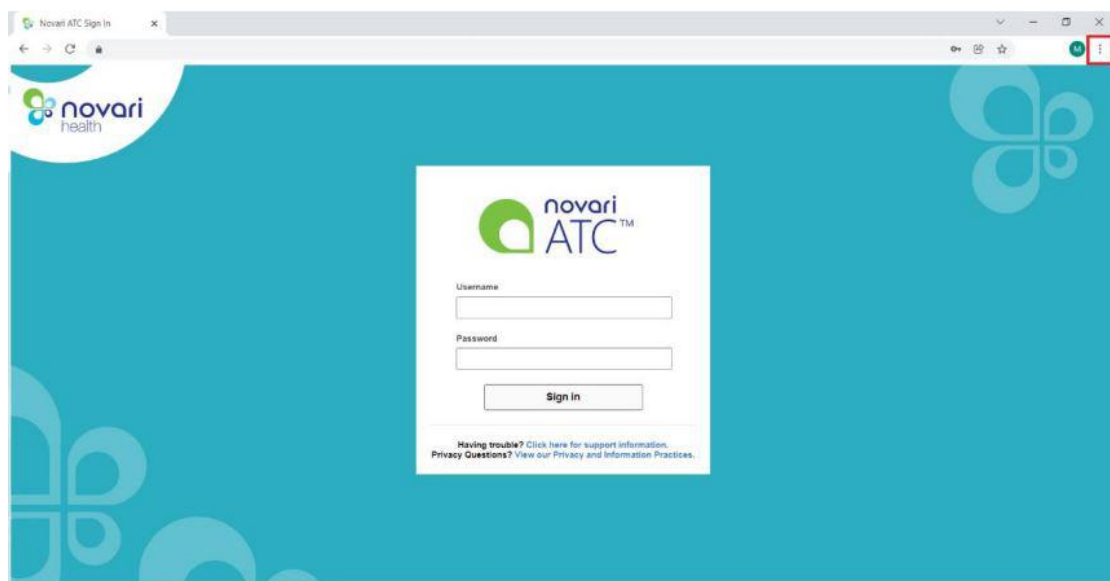 Novari ATC Sign In
M
novari
health
novari
ATC™
Username
Password
Sign in
Having trouble? Click here for support information.
Privacy Questions? View our Privacy and Information Practices.